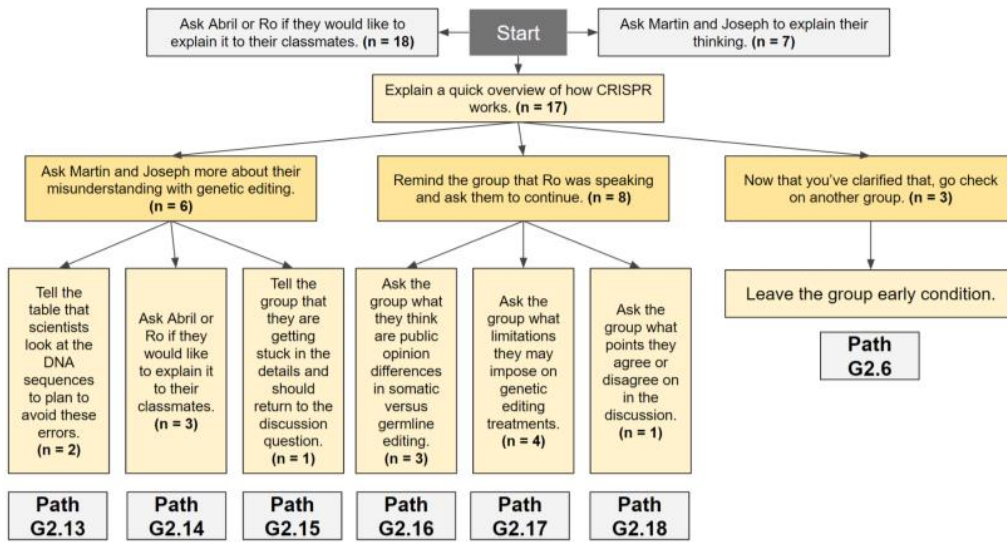 Ask Abril or Ro if they would like to
explain it to their classmates. (n = 18)
Start
Ask Martin and Joseph to explain their
thinking. (n = 7)
Explain a quick overview of how CRISPR
works. (n = 17)
Ask Martin and Joseph more about their
misunderstanding with genetic editing.
(n = 6)
Remind the group that Ro was speaking
and ask them to continue. (n = 8)
Now that you've clarified that, go check
on another group. (n = 3)
Tell the
table that
scientists
look at the
DNA
sequences
to plan to
avoid these
errors.
(n = 2)
Ask Abril or
Ro if they
would like to
explain it to
their
classmates.
(n = 3)
Tell the
group that
they are
getting
stuck in the
details and
should
return to the
discussion
question.
(n = 1)
Ask the
group what
they think
are public
opinion
differences
in somatic
versus
germline
editing.
(n = 3)
Ask the
group what
limitations
they may
impose on
genetic
editing
treatments.
(n = 4)
Ask the
group what
points they
agree or
disagree on
in the
discussion.
(n = 1)
Leave the group early condition.
Path
G2.6
Path
G2.13
Path
G2.14
Path
G2.15
Path
G2.16
Path
G2.17
Path
G2.18